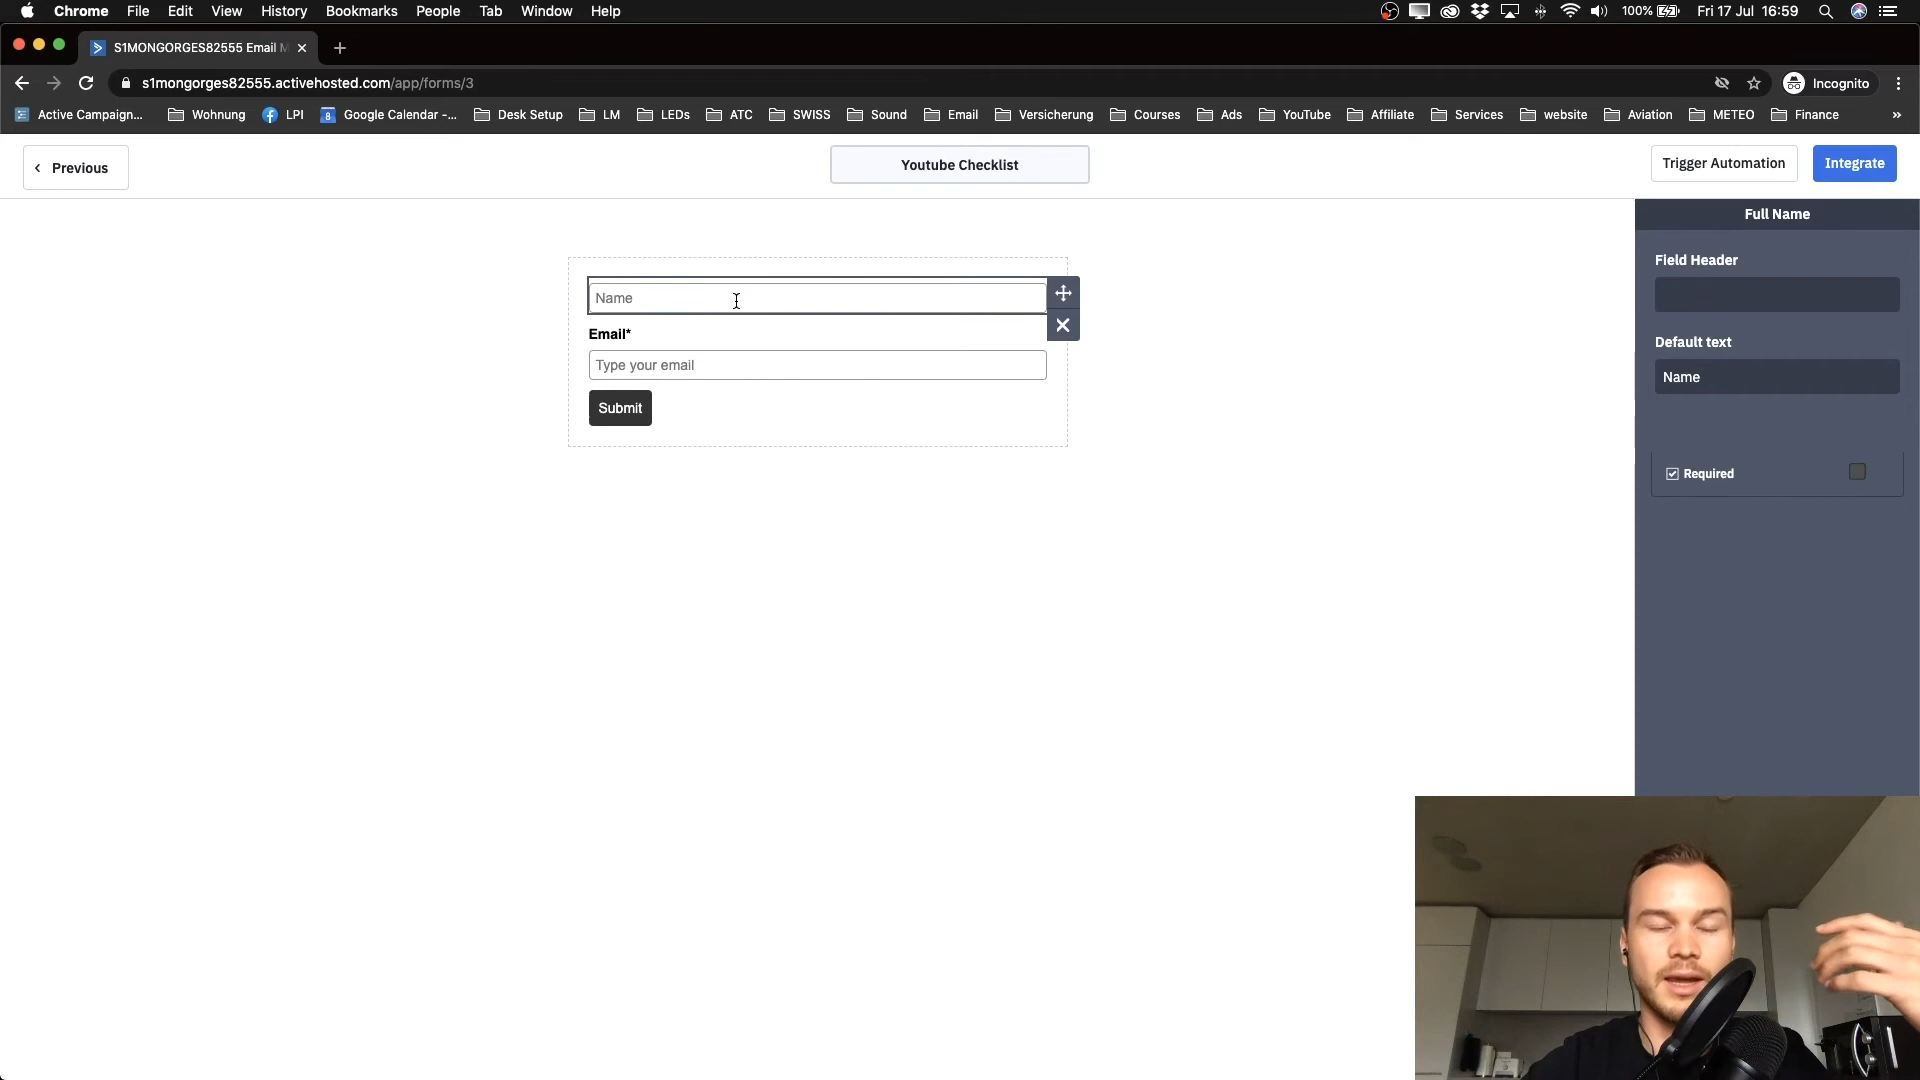 Chrome File Edit View History Bookmarks People Tab Window Help 100% Fri 17 Jul 16:59
S1MONGORGES82555 Email M
s1mongorges82555.activehosted.com/app/forms/3 Incognito
Active Campaign... Wohnung LPI 8 Google Calendar -... Desk Setup LM LEDs ATC SWISS Sound Email Versicherung Courses Ads YouTube Affiliate Services website Aviation METEO Finance »
Previous Youtube Checklist Trigger Automation Integrate
Full Name
Field Header
Name
Email*
Default text
Type your email
Name
Submit
Required